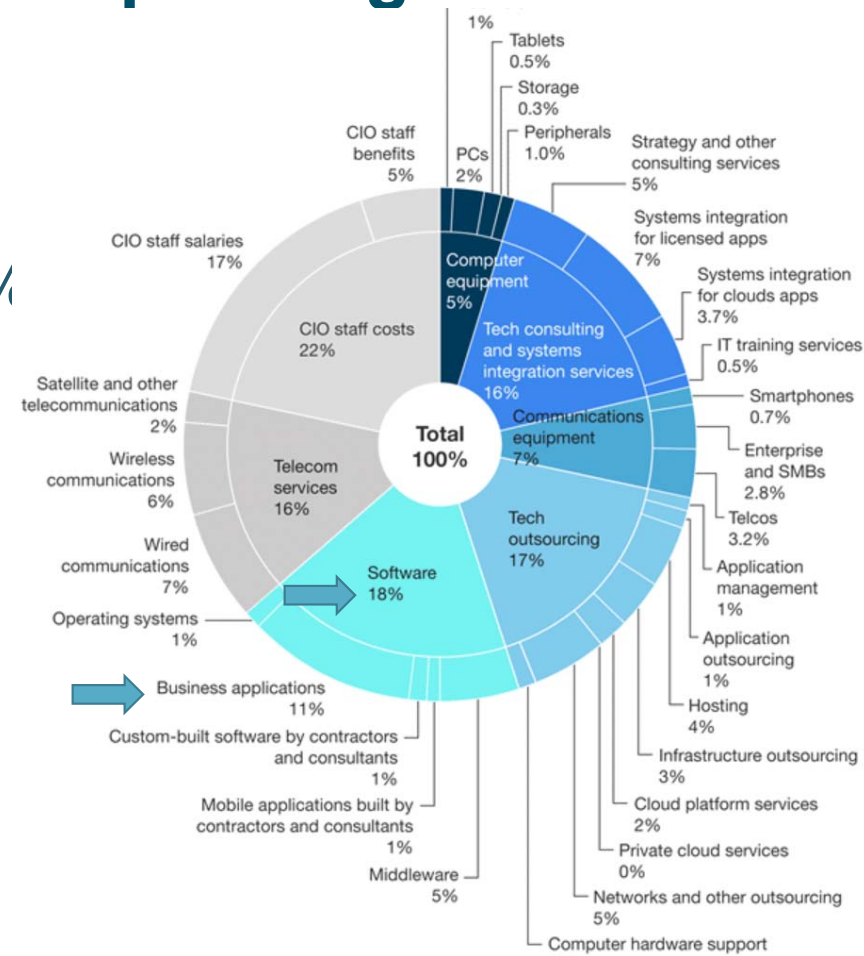 1%
Tablets
0.5%
Storage
0.3%
Peripherals
1.0%
PCs
2%
CIO staff
benefits
5%
CIO staff salaries
17%
Strategy and other
consulting services
5%
Systems integration
for licensed apps
7%
Systems integration
for clouds apps
3.7%
IT training services
0.5%
Smartphones
0.7%
Enterprise
and SMBs
2.8%
Telcos
3.2%
Application
management
1%
Application
outsourcing
1%
Hosting
4%
Infrastructure outsourcing
3%
Cloud platform services
2%
Private cloud services
0%
Networks and other outsourcing
5%
Computer hardware support
Computer
equipment
5%
Tech consulting
and systems
integration services
16%
Communications
equipment
7%
Tech
outsourcing
17%
Software
18%
Telecom
services
16%
CIO staff costs
22%
Total
100%
Satellite and other
telecommunications
2%
Wireless
communications
6%
Wired
communications
7%
Operating systems
1%
Business applications
11%
Custom-built software by contractors
and consultants
1%
Mobile applications built by
contractors and consultants
1%
Middleware
5%